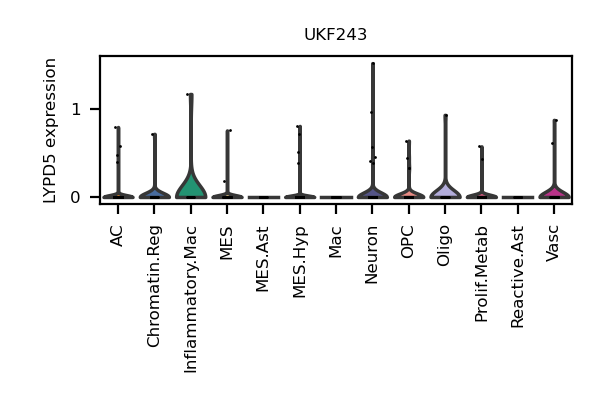 UKF243
LYPD5 expression
1
0
AC
Chromatin.Reg
Inflammatory.Mac
MES
MES.Ast
MES.Hyp
Mac
Neuron
OPC
Oligo
Prolif.Metab
Reactive.Ast
Vasc